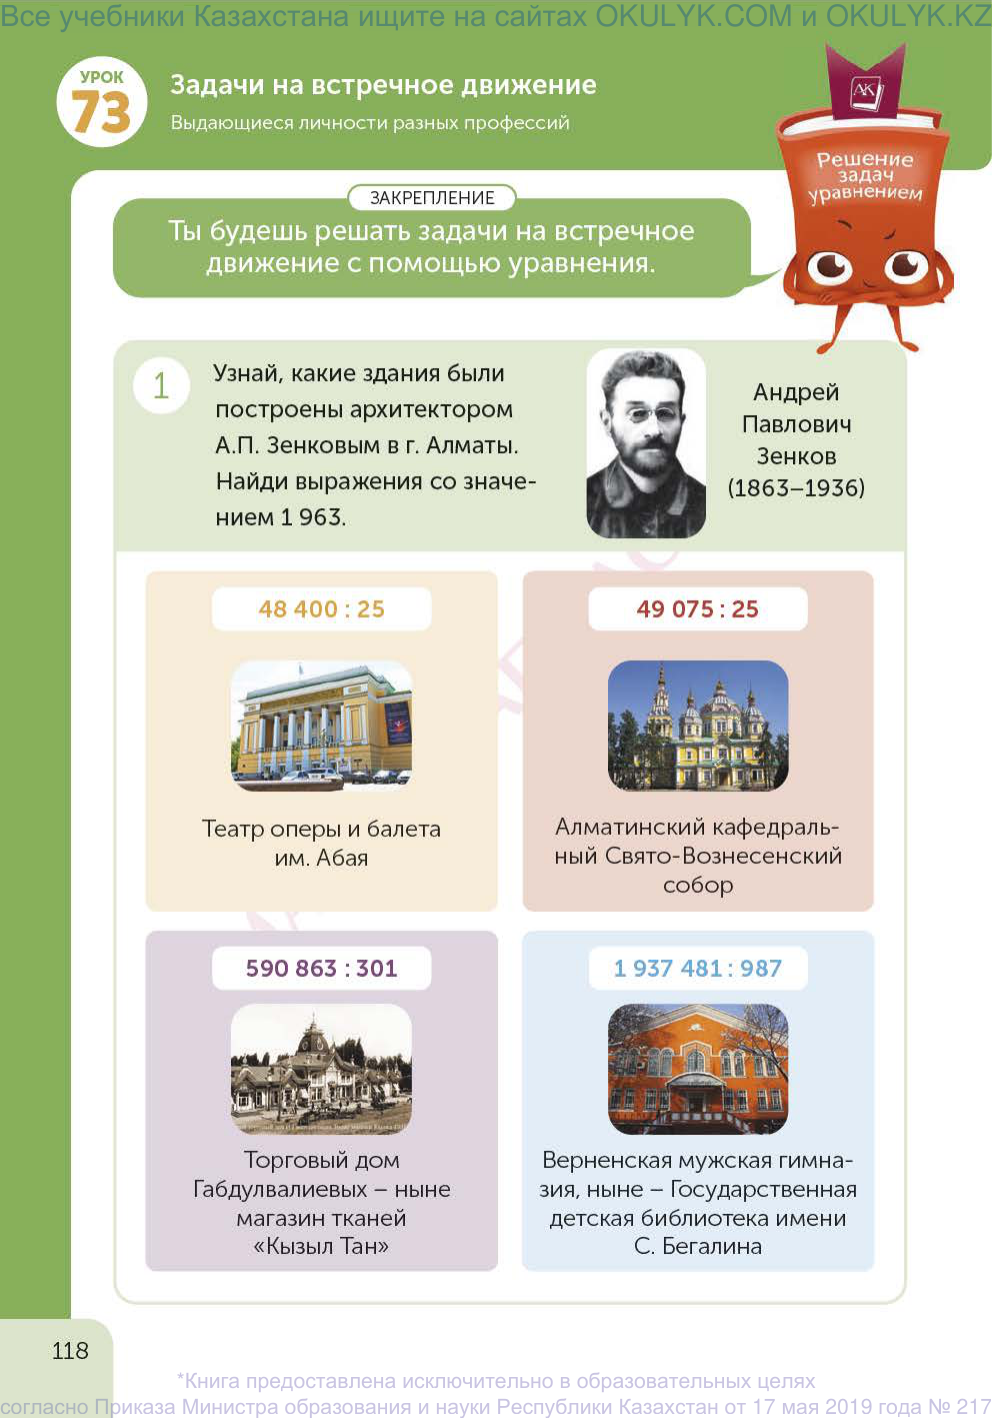 Все учебники Казахстана ищите на сайтах OKULYK.COM и OKULYK.KZ
УРОК
73
Задачи на встречное движение
Выдающиеся личности разных профессий
АК
Решение
задач
уравнением
ЗАКРЕПЛЕНИЕ
Ты будешь решать задачи на встречное
движение с помощью уравнения.
1
Узнай, какие здания были
построены архитектором
А.П. Зенковым в г. Алматы.
Найди выражения со значе-
нием 1 963.
Андрей
Павлович
Зенков
(1863–1936)
48 400 : 25
Театр оперы и балета
им. Абая
49 075 : 25
Алматинский кафедраль-
ный Свято-Вознесенский
собор
590 863 : 301
Торговый дом
Габдулвалиевых – ныне
магазин тканей
«Кызыл Тан»
1 937 481 : 987
Верненская мужская гимна-
зия, ныне – Государственная
детская библиотека имени
С. Бегалина
118
*Книга предоставлена исключительно в образовательных целях
согласно Приказа Министра образования и науки Республики Казахстан от 17 мая 2019 года № 217